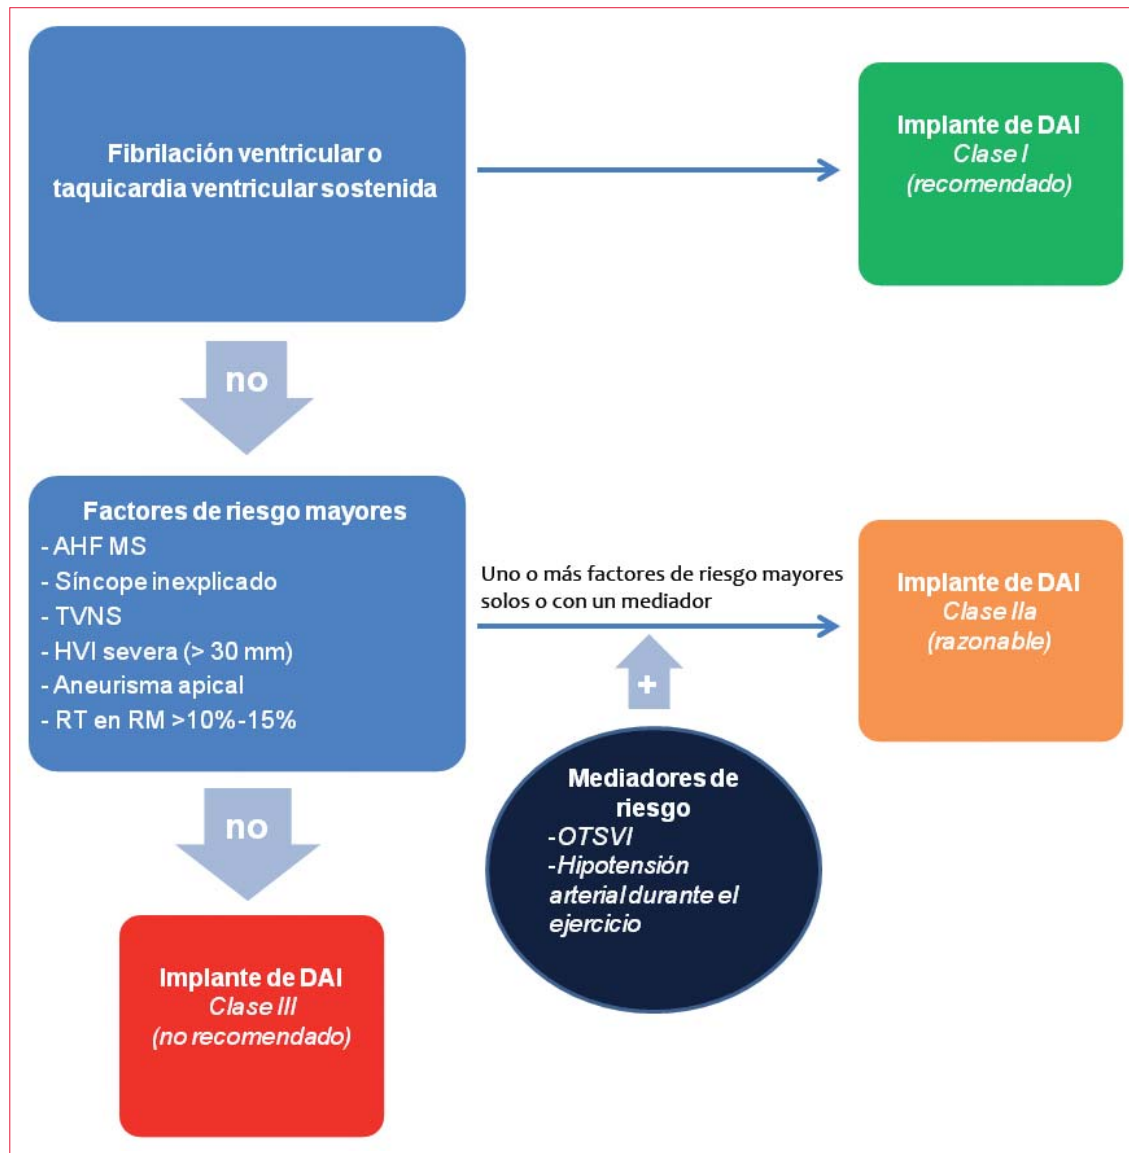 Fibrilación ventricular o
taquicardia ventricular sostenida
Implante de DAI
Clase I
(recomendado)
no
Factores de riesgo mayores
- AHF MS
- Síncope inexplicado
- TVNS
- HVI severa (> 30 mm)
- Aneurisma apical
- RT en RM >10%-15%
Uno o más factores de riesgo mayores
solos o con un mediador
Implante de DAI
Clase IIa
(razonable)
+
Mediadores de
riesgo
-OTSVI
-Hipotensión
arterial durante el
ejercicio
no
Implante de DAI
Clase III
(no recomendado)